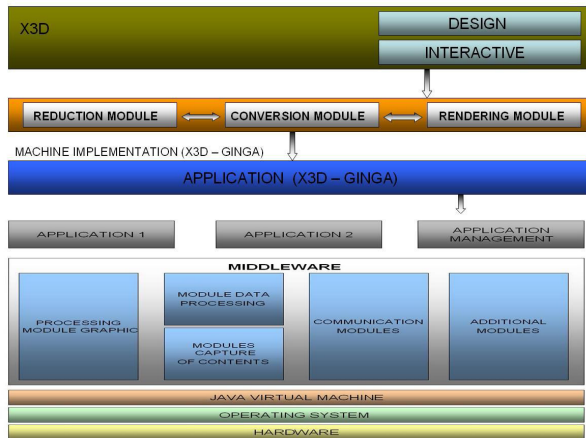 X3D
DESIGN
INTERACTIVE
REDUCTION MODULE
CONVERSION MODULE
RENDERING MODULE
MACHINE IMPLEMENTATION (X3D – GINGA)
APPLICATION (X3D – GINGA)
APPLICATION 1
APPLICATION 2
APPLICATION
MANAGEMENT
MIDDLEWARE
PROCESSING
MODULE GRAPHIC
MODULE DATA
PROCESSING
MODULES
CAPTURE
OF CONTENTS
COMMUNICATION
MODULES
ADDITIONAL
MODULES
JAVA VIRTUAL MACHINE
OPERATING SYSTEM
HARDWARE